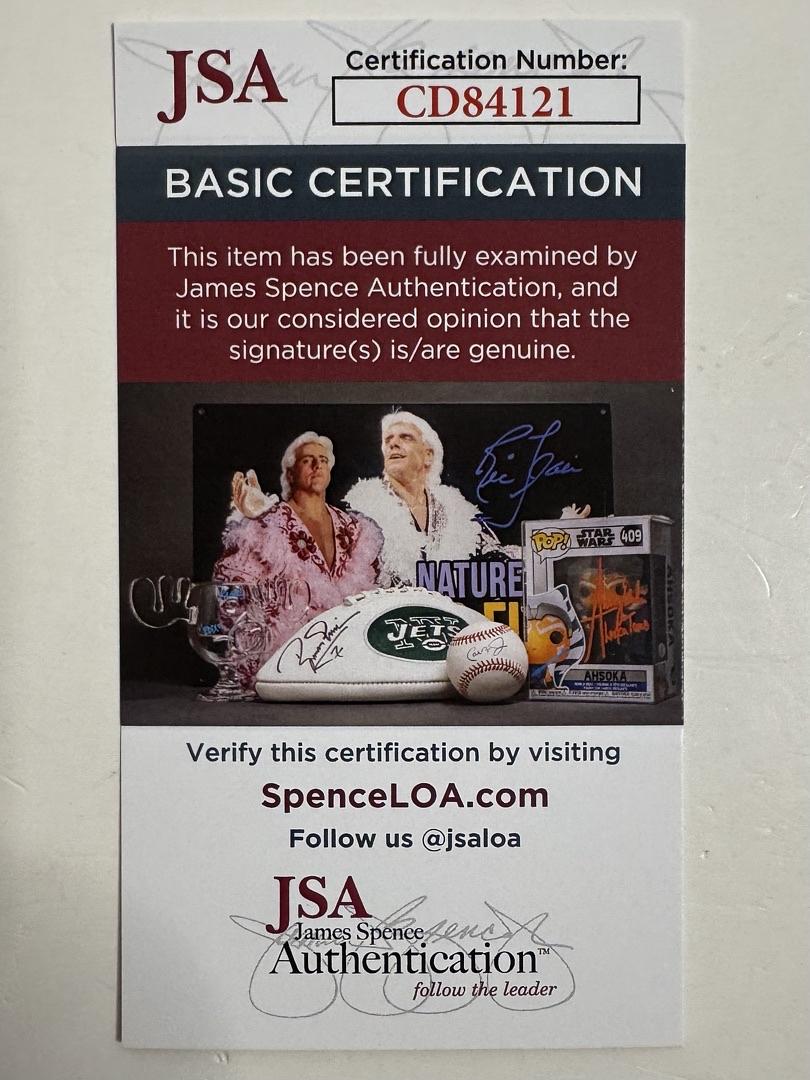 JSA
Certification Number:
CD84121
BASIC CERTIFICATION
This item has been fully examined by
James Spence Authentication, and
it is our considered opinion that the
signature(s) is/are genuine.
Ric Flair
NATURE
POP!
STAR
WARS
409
JETS
AHSOKA
Verify this certification by visiting
SpenceLOA.com
Follow us @jsaloa
JSA
James Spence
Authentication™
follow the leader